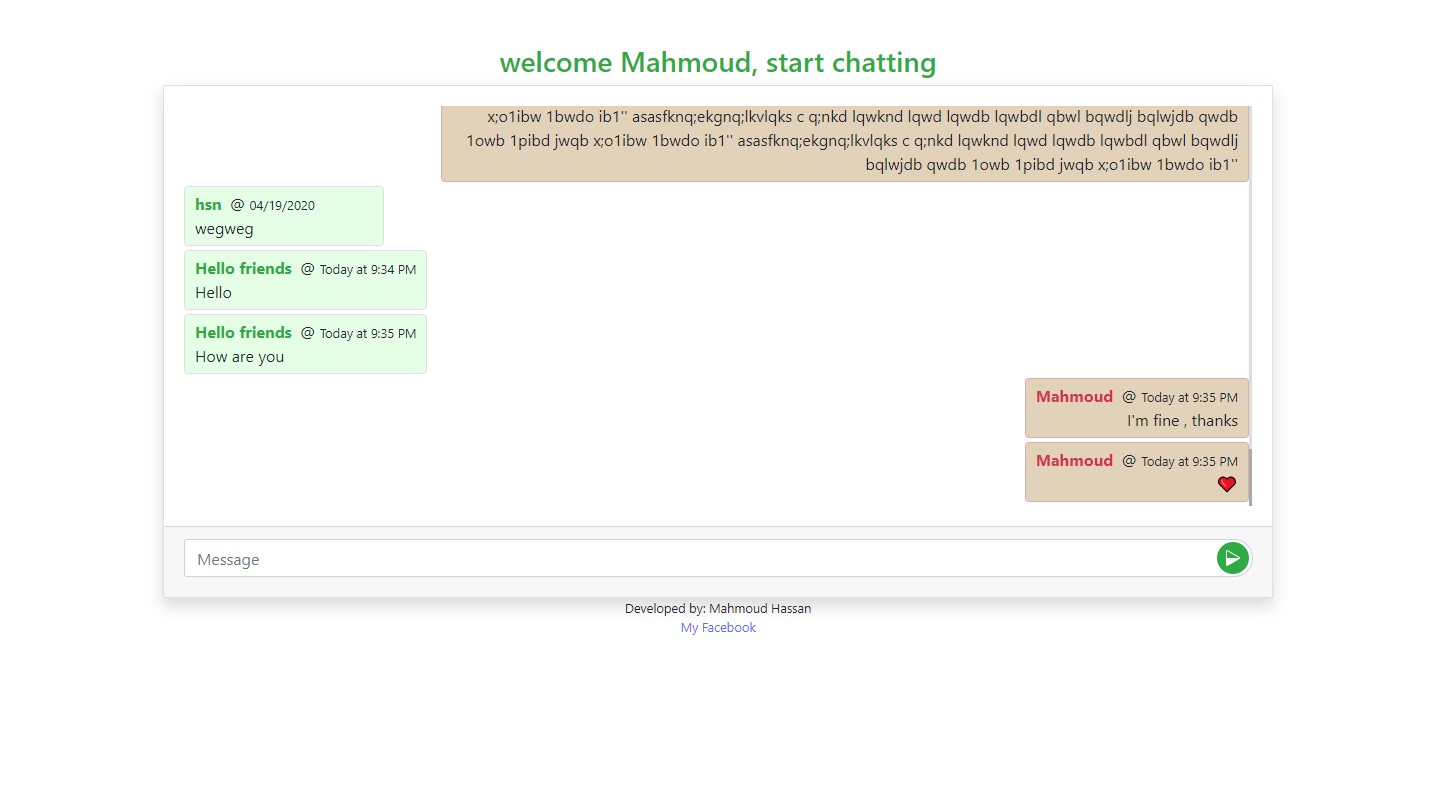 welcome Mahmoud, start chatting
x;o1ibw 1bwdo ib1'' asasfknq;ekgnq;lkvlqks c q;nkd lqwknd lqwd lqwdb lqwbdl qbwl bqwdlj bqlwjdb qwdb
1owb 1pibd jwqb x;o1ibw 1bwdo ib1'' asasfknq;ekgnq;lkvlqks c q;nkd lqwknd lqwd lqwdb lqwbdl qbwl bqwdlj
bqlwjdb qwdb 1owb 1pibd jwqb x;o1ibw 1bwdo ib1''
hsn @ 04/19/2020
wegweg
Hello friends @ Today at 9:34 PM
Hello
Hello friends @ Today at 9:35 PM
How are you
Mahmoud @ Today at 9:35 PM
I'm fine , thanks
Mahmoud @ Today at 9:35 PM
Message
Developed by: Mahmoud Hassan
My Facebook